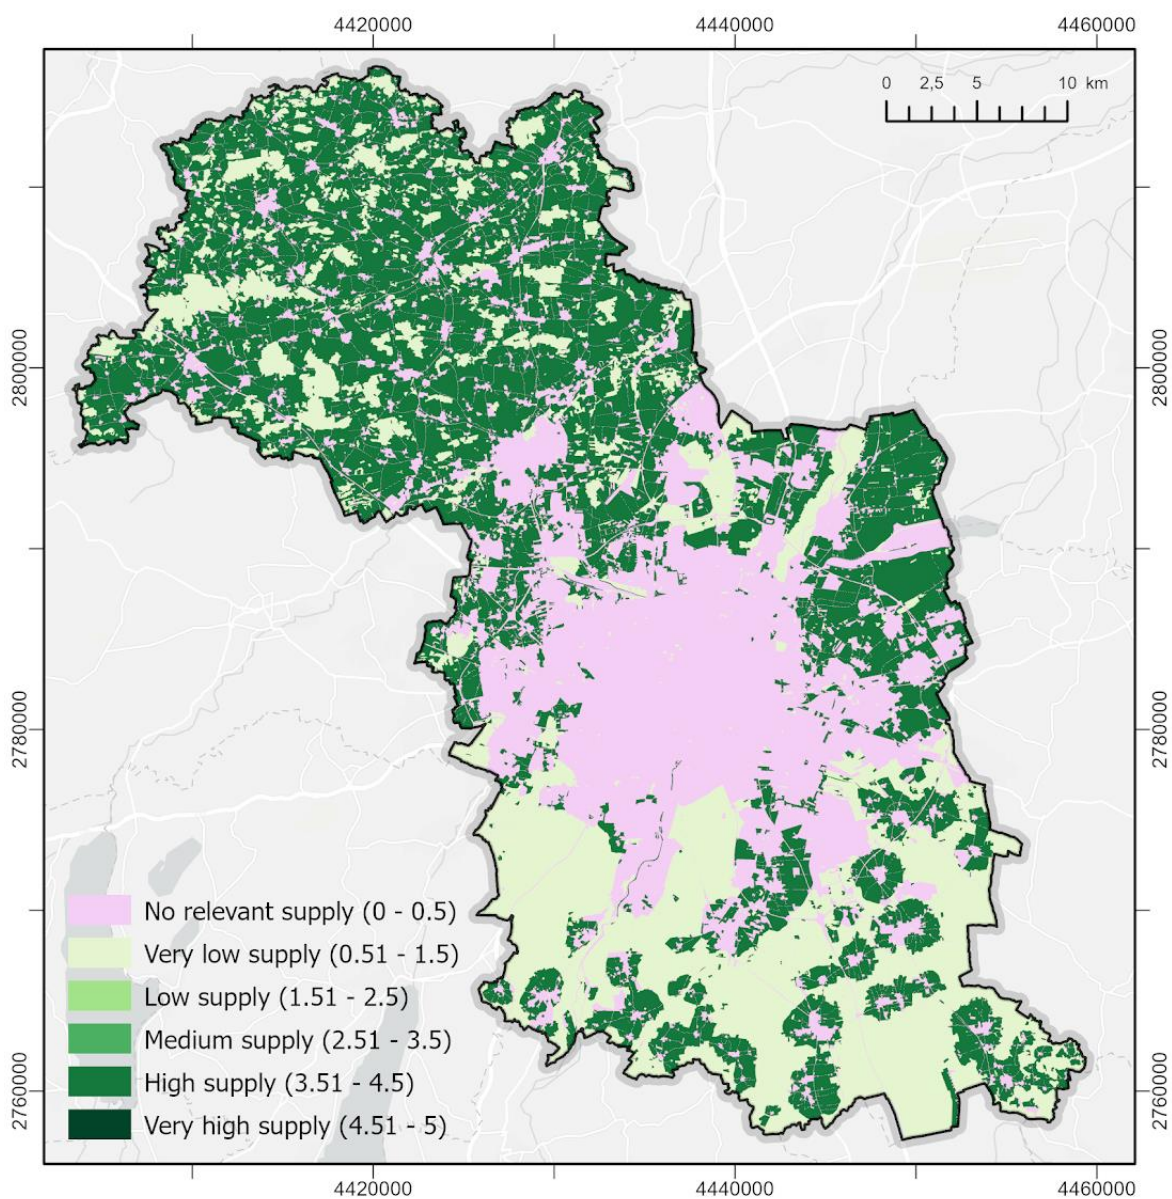 4420000 4440000 4460000
0 2,5 5 10 km
2800000 2800000
2780000 2780000
No relevant supply (0 - 0.5)
Very low supply (0.51 - 1.5)
Low supply (1.51 - 2.5)
Medium supply (2.51 - 3.5)
High supply (3.51 - 4.5)
Very high supply (4.51 - 5)
2760000 2760000
4420000 4440000 4460000